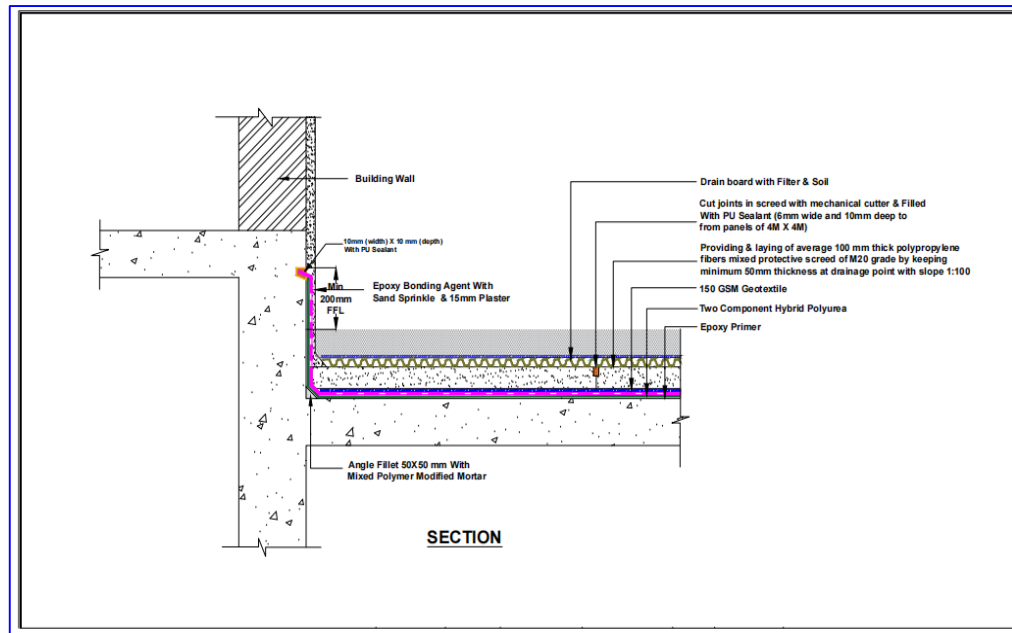 Building Wall
10mm (width) X 10 mm (depth)
With PU Sealant
Min
200mm
FFL
Epoxy Bonding Agent With
Sand Sprinkle & 15mm Plaster
Drain board with Filter & Soil
Cut joints in screed with mechanical cutter & Filled
With PU Sealant (6mm wide and 10mm deep to
from panels of 4M X 4M)
Providing & laying of average 100 mm thick polypropylene
fibers mixed protective screed of M20 grade by keeping
minimum 50mm thickness at drainage point with slope 1:100
150 GSM Geotextile
Two Component Hybrid Polyurea
Epoxy Primer
Angle Fillet 50X50 mm With
Mixed Polymer Modified Mortar
SECTION